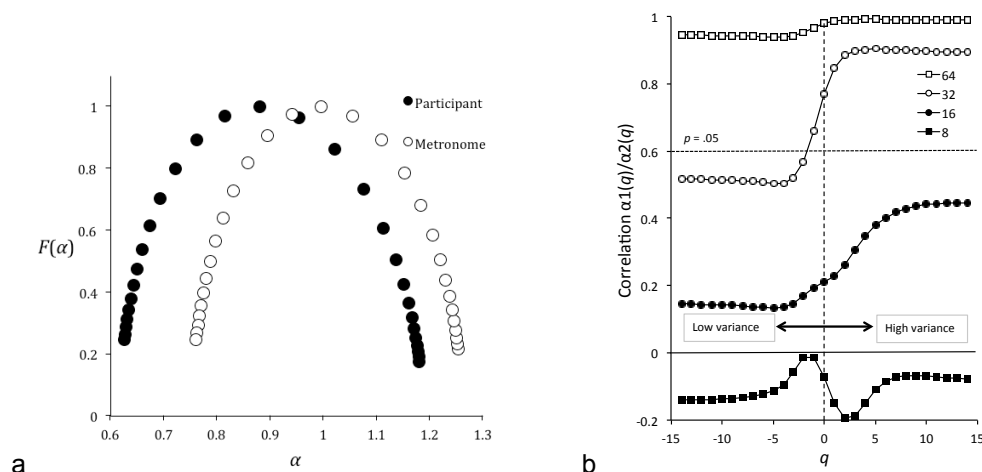 1
0.8
0.6
F(α)
0.4
0.2
0
0.6 0.7 0.8 0.9 1 1.1 1.2 1.3
α
Participant
Metronome
a
Correlation α1(q)/α2(q)
1
0.8
0.6
0.4
0.2
0
-0.2
64
32
16
8
p = .05
Low variance
High variance
-15 -10 -5 0 5 10 15
q
b